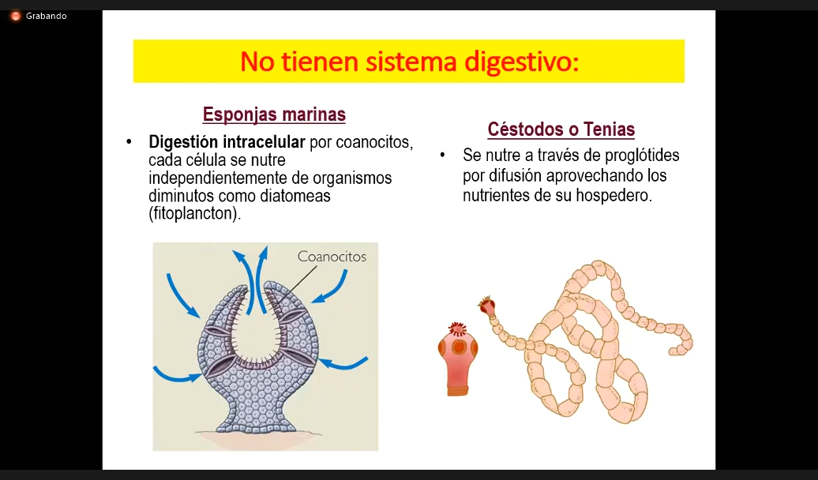 Grabando
No tienen sistema digestivo:
Esponjas marinas
• Digestión intracelular por coanocitos,
cada célula se nutre
independientemente de organismos
diminutos como diatomeas
(fitoplancton).
Coanocitos
Céstodos o Tenias
• Se nutre a través de proglótides
por difusión aprovechando los
nutrientes de su hospedero.